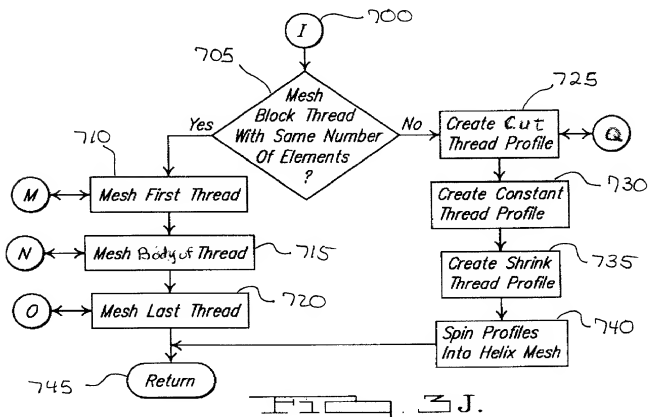 I
700
705
Mesh
Block Thread
With Same Number
Of Elements
?
Yes
No
710
M
Mesh First Thread
N
Mesh Body of Thread
715
O
Mesh Last Thread
720
745
Return
725
Create Cut
Thread Profile
Q
730
Create Constant
Thread Profile
735
Create Shrink
Thread Profile
740
Spin Profiles
Into Helix Mesh
FIG. 3J.